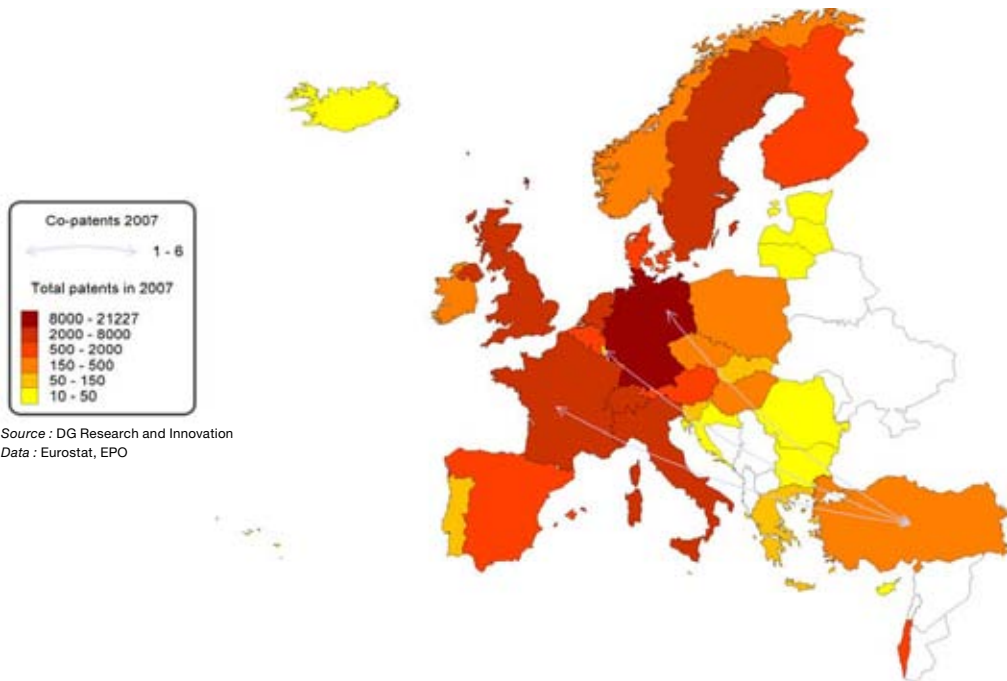 Co-patents 2007
1 - 6
Total patents in 2007
8000 - 21227
2000 - 8000
500 - 2000
150 - 500
50 - 150
10 - 50
Source : DG Research and Innovation
Data : Eurostat, EPO